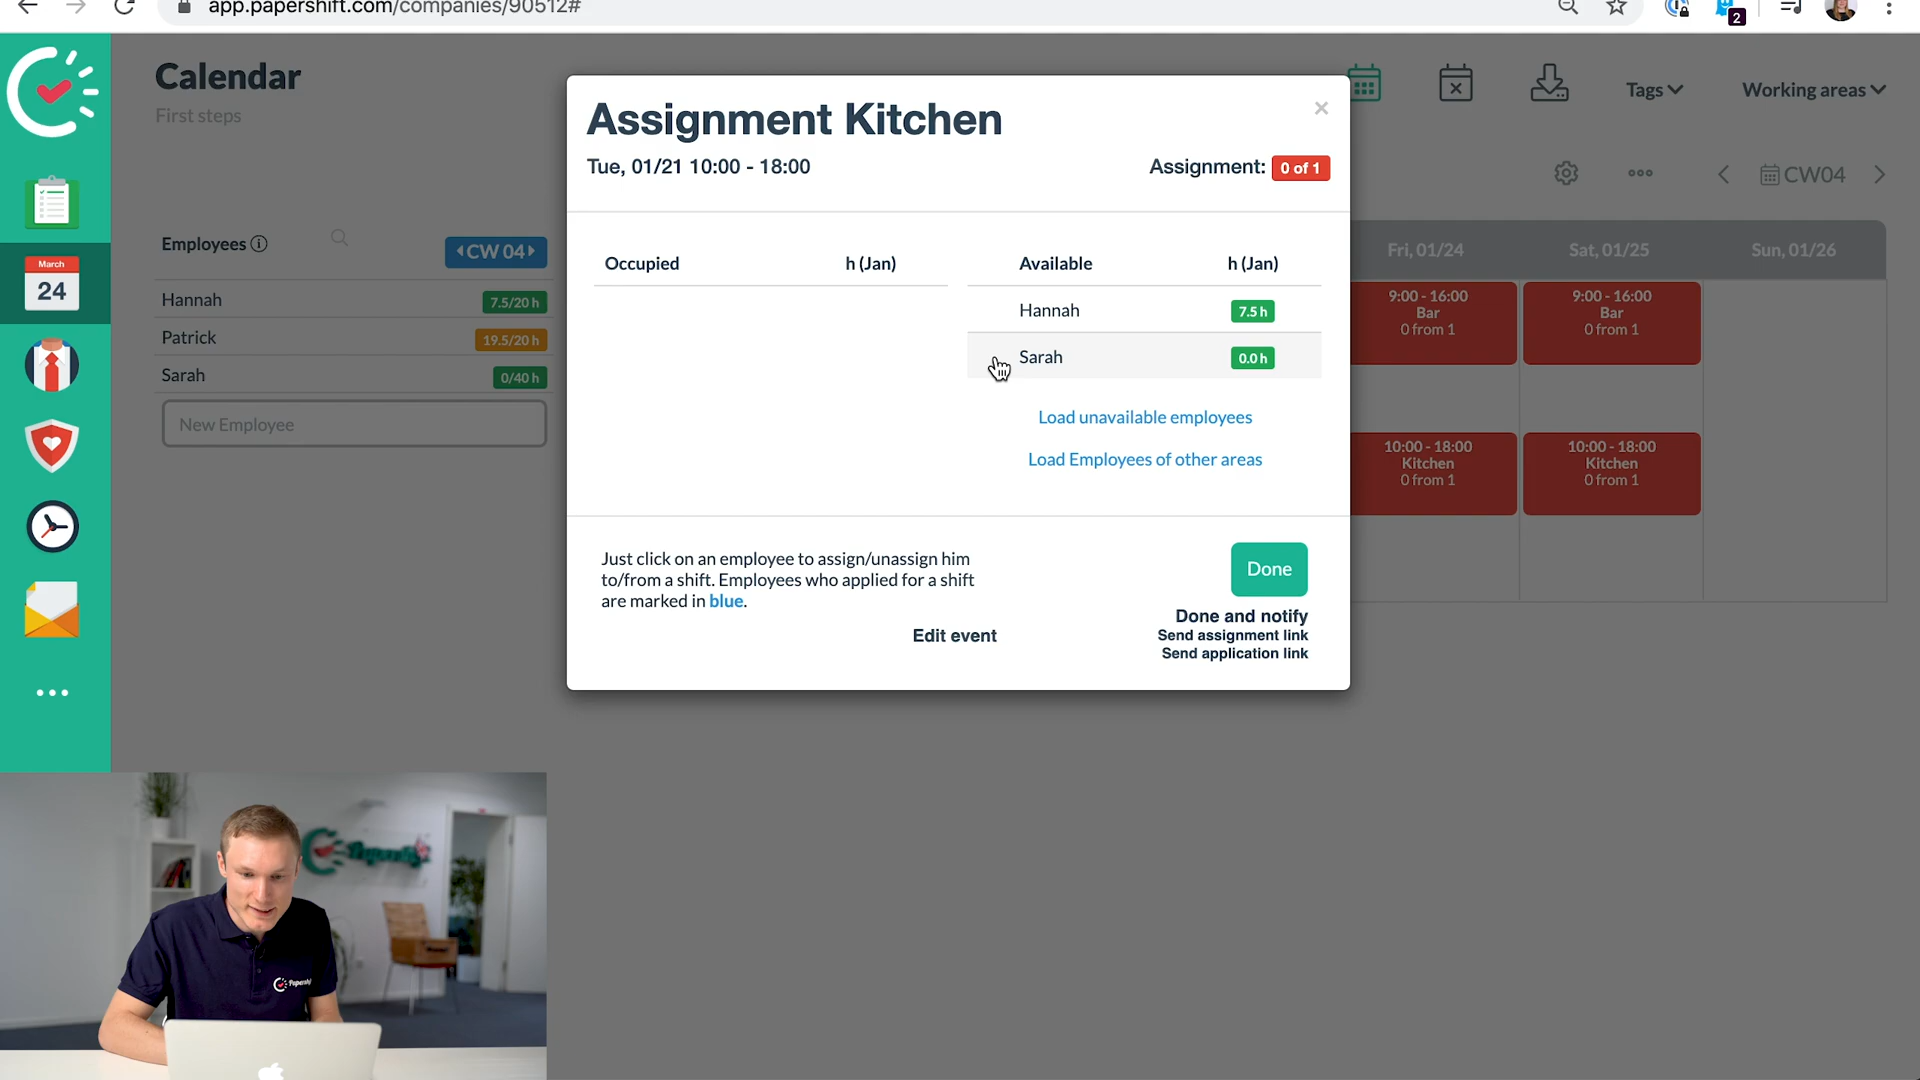 app.papershift.com/companies/90512#
2
Calendar
First steps
Tags
Working areas
CW04
March
24
Employees
CW 04
Hannah 7.5/20 h
Patrick 19.5/20 h
Sarah 0/40 h
New Employee
Assignment Kitchen
×
Tue, 01/21 10:00 - 18:00
Assignment: 0 of 1
Occupied h (Jan)
Available h (Jan)
Hannah 7.5 h
Sarah 0.0 h
Load unavailable employees
Load Employees of other areas
Just click on an employee to assign/unassign him
to/from a shift. Employees who applied for a shift
are marked in blue.
Edit event
Done
Done and notify
Send assignment link
Send application link
Fri, 01/24 Sat, 01/25 Sun, 01/26
9:00 - 16:00
Bar
0 from 1
9:00 - 16:00
Bar
0 from 1
10:00 - 18:00
Kitchen
0 from 1
10:00 - 18:00
Kitchen
0 from 1
Papershift
Papershift